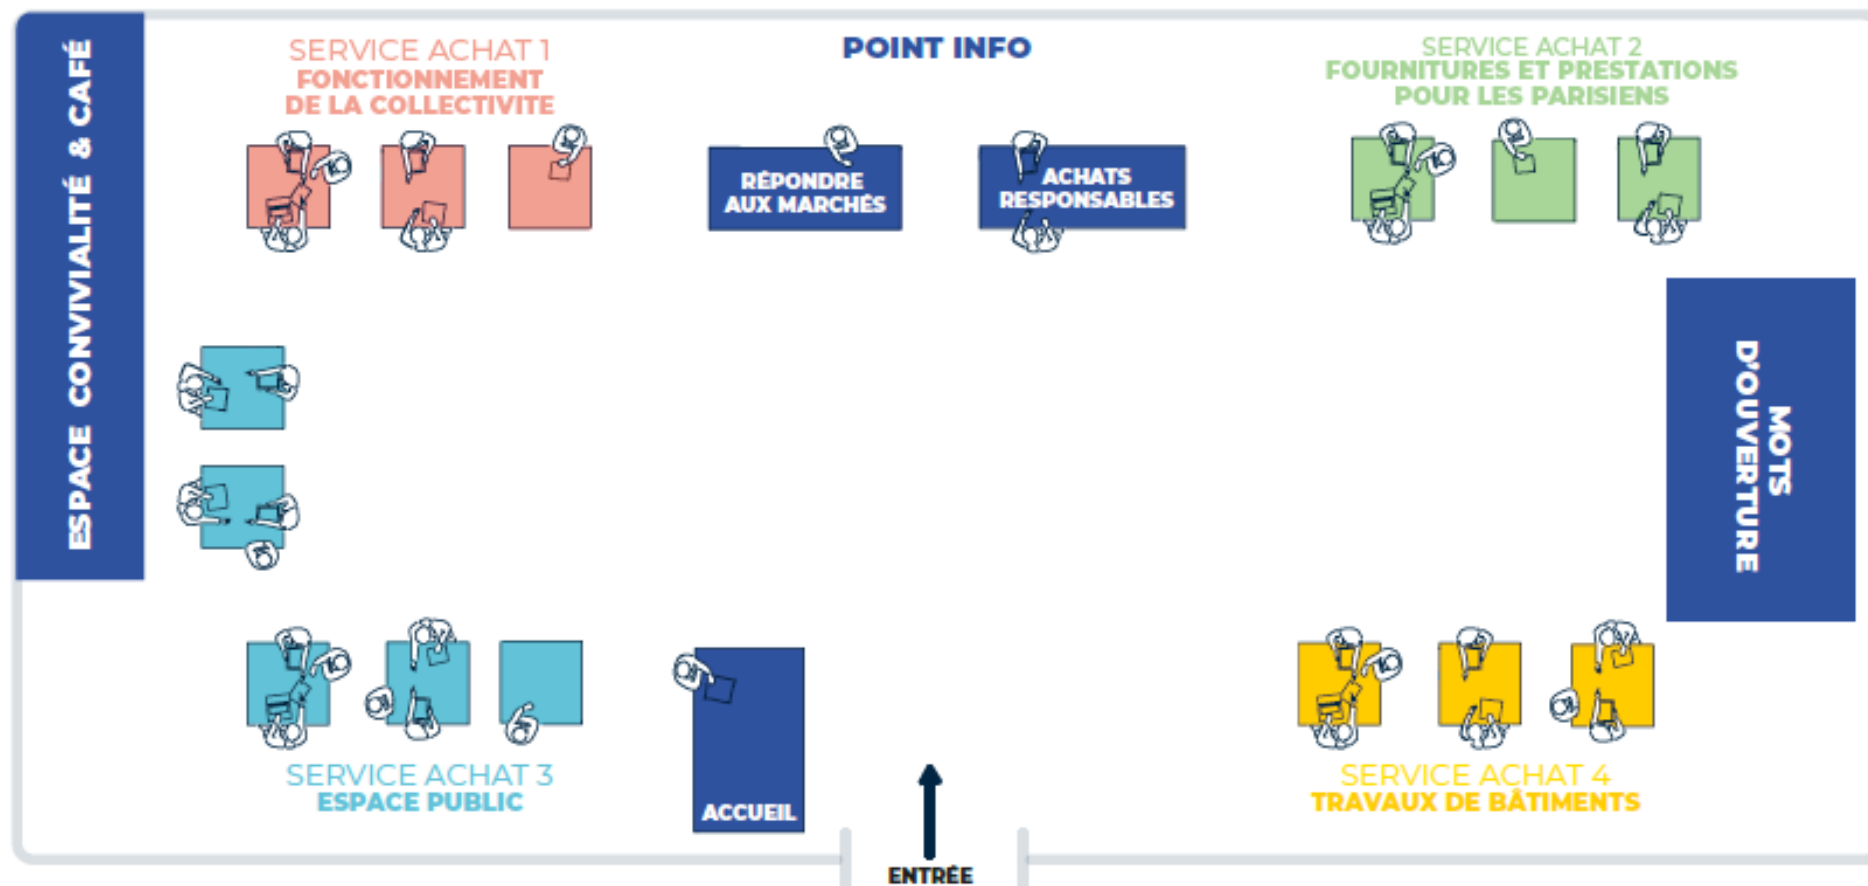 ESPACE CONVIVIALITÉ & CAFÉ
SERVICE ACHAT 1
FONCTIONNEMENT
DE LA COLLECTIVITE
POINT INFO
RÉPONDRE
AUX MARCHÉS
ACHATS
RESPONSABLES
SERVICE ACHAT 2
FOURNITURES ET PRESTATIONS
POUR LES PARISIENS
MOTS
D'OUVERTURE
SERVICE ACHAT 3
ESPACE PUBLIC
ACCUEIL
ENTRÉE
SERVICE ACHAT 4
TRAVAUX DE BÂTIMENTS